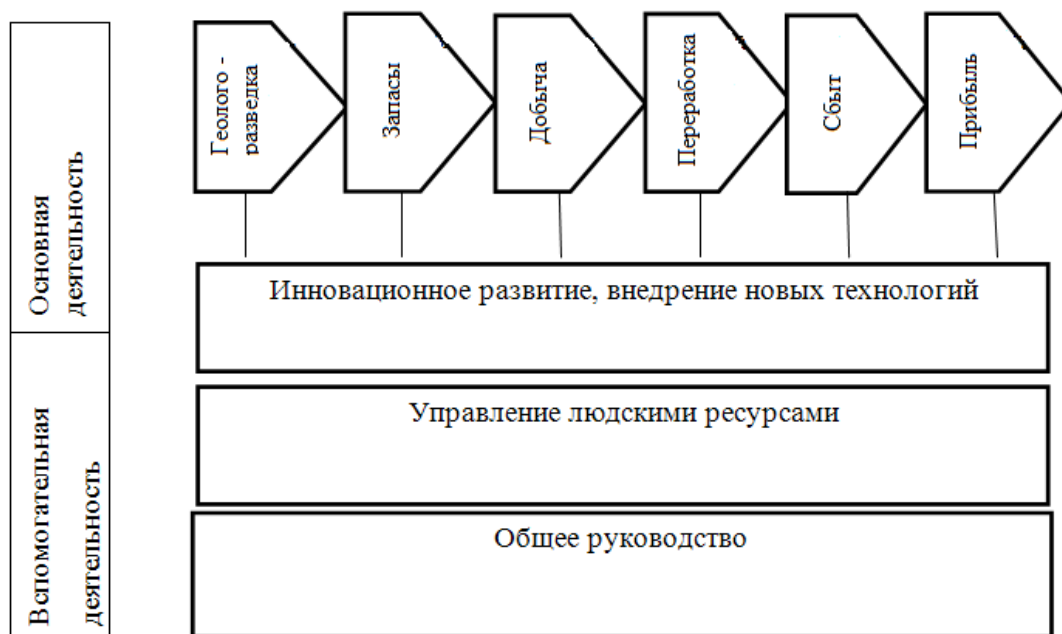 Основная
деятельность
Вспомогательная
деятельность
Геолого -
разведка
Запасы
Добыча
Переработка
Сбыт
Прибыль
Инновационное развитие, внедрение новых технологий
Управление людскими ресурсами
Общее руководство